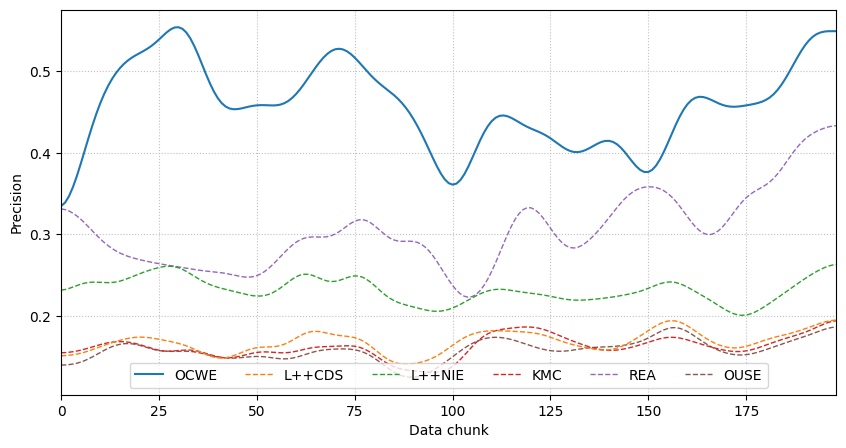 Precision
0.5
0.4
0.3
0.2
OCWE L++CDS L++NIE KMC REA OUSE
0 25 50 75 100 125 150 175
Data chunk